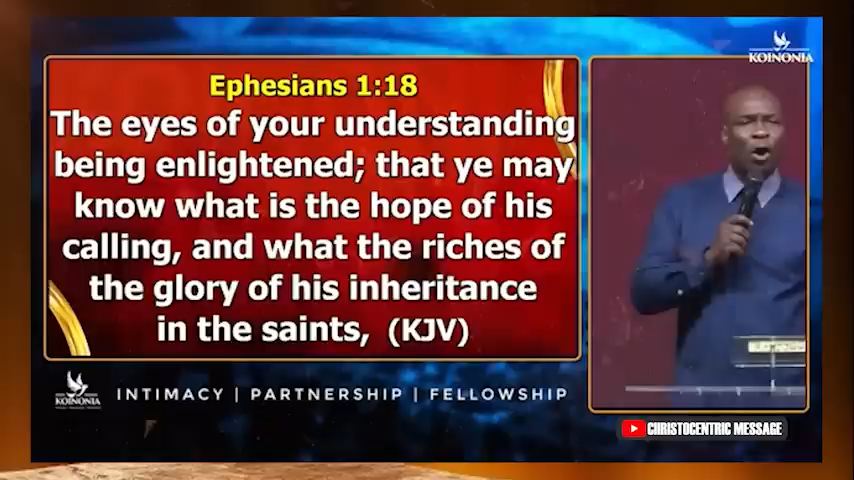 KOINONIA
Ephesians 1:18
The eyes of your understanding
being enlightened; that ye may
know what is the hope of his
calling, and what the riches of
the glory of his inheritance
in the saints, (KJV)
KOINONIA
INTIMACY | PARTNERSHIP | FELLOWSHIP
CHRISTOCENTRIC MESSAGE